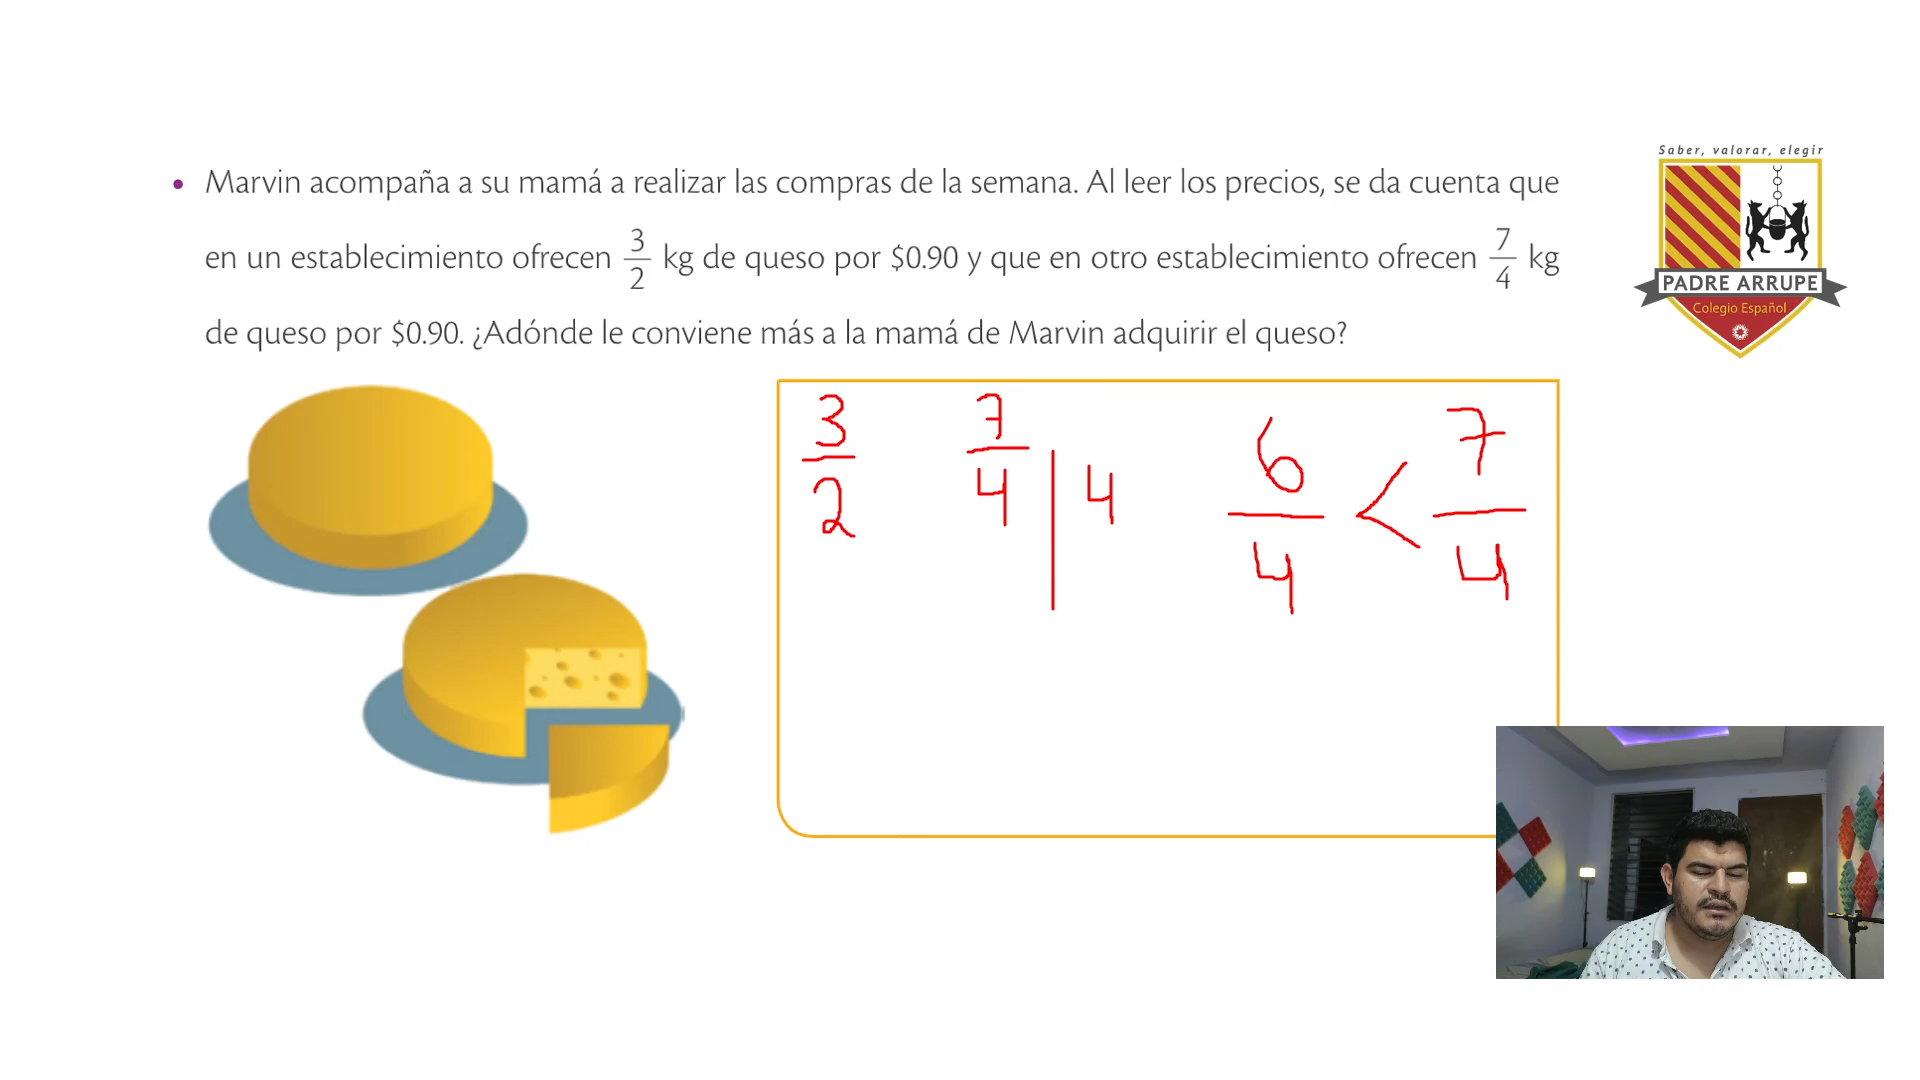 Saber, valorar, elegir
• Marvin acompaña a su mamá a realizar las compras de la semana. Al leer los precios, se da cuenta que
en un establecimiento ofrecen 3/2 kg de queso por $0.90 y que en otro establecimiento ofrecen 7/4 kg
de queso por $0.90. ¿Adónde le conviene más a la mamá de Marvin adquirir el queso?
PADRE ARRUPE
Colegio Español
3/2 7/4 | 4 6/4 < 7/4